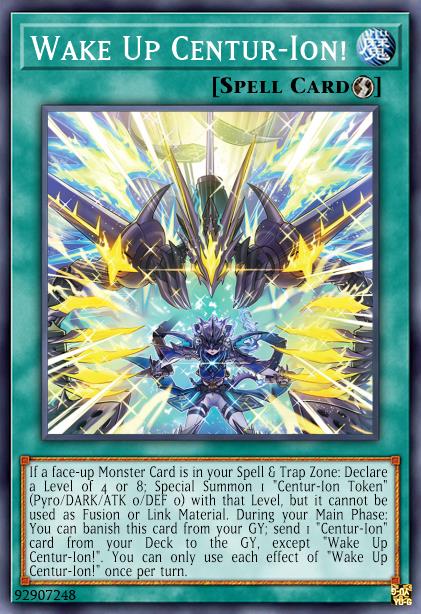 Wake Up Centur-Ion! 魔
[Spell Card]
If a face-up Monster Card is in your Spell & Trap Zone: Declare
a Level of 4 or 8; Special Summon 1 "Centur-Ion Token"
(Pyro/DARK/ATK 0/DEF 0) with that Level, but it cannot be
used as Fusion or Link Material. During your Main Phase:
You can banish this card from your GY; send 1 "Centur-Ion"
card from your Deck to the GY, except "Wake Up
Centur-Ion!". You can only use each effect of "Wake Up
Centur-Ion!" once per turn.
92907248